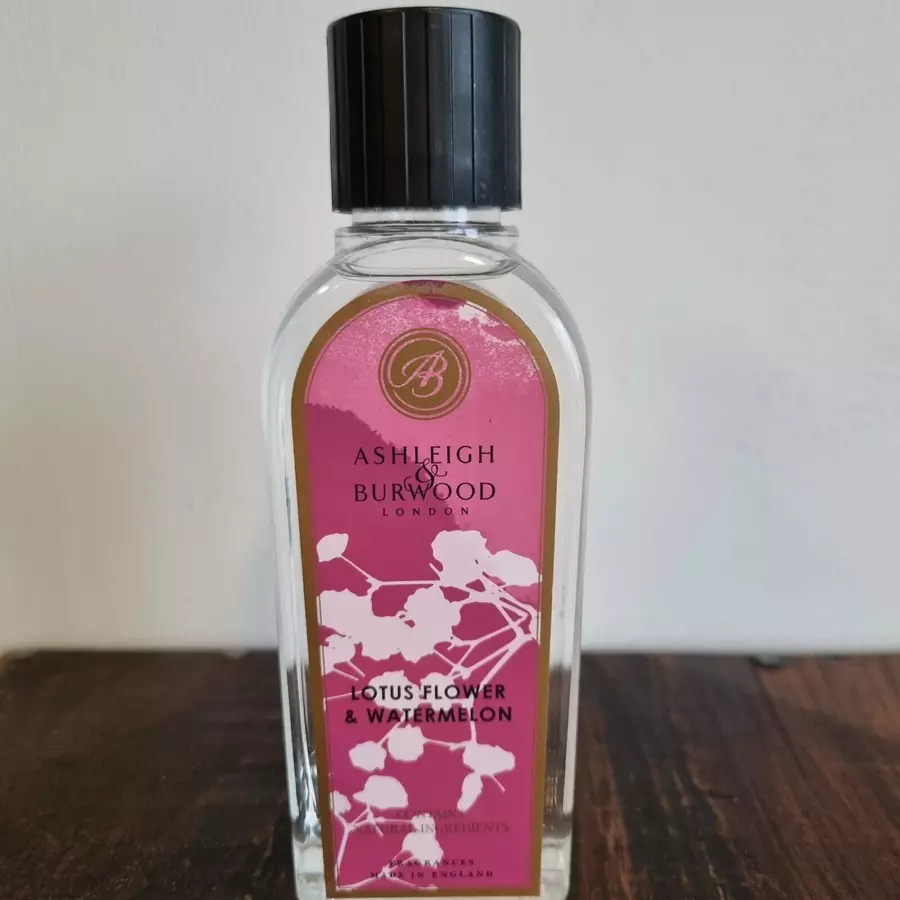 AB
ASHLEIGH
&
BURWOOD
LONDON
LOTUS FLOWER
& WATERMELON
CONTAINS
NATURAL INGREDIENTS
FRAGRANCES
MADE IN ENGLAND